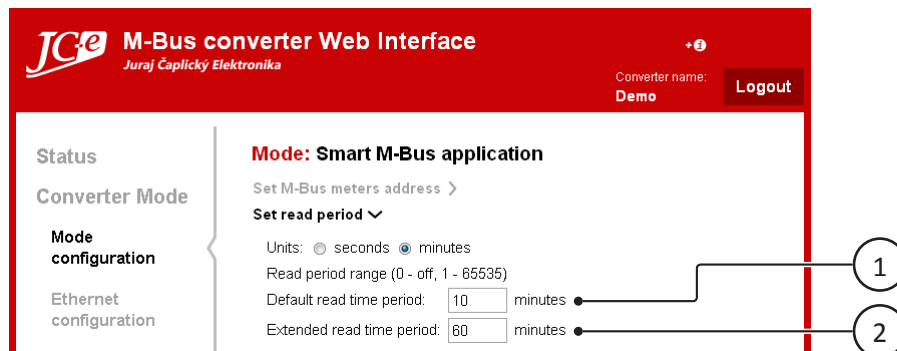 JC-e M-Bus converter Web Interface
Juraj Čaplický Elektronika
+i
Converter name:
Demo
Logout
Status
Converter Mode
Mode
configuration
Ethernet
configuration
Mode: Smart M-Bus application
Set M-Bus meters address >
Set read period
Units: seconds minutes
Read period range (0 - off, 1 - 65535)
Default read time period: 10 minutes
Extended read time period: 60 minutes
1
2